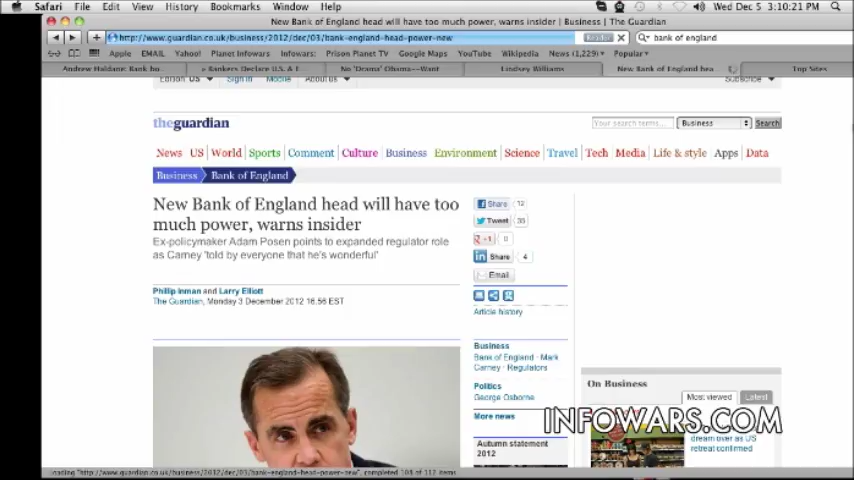 Safari File Edit View History Bookmarks Window Help Wed Dec 5 3:10:21 PM
New Bank of England head will have too much power, warns insider | Business | The Guardian
http://www.guardian.co.uk/business/2012/dec/03/bank-england-head-power-new Reader bank of england
Apple EMAIL Yahoo! Planet Infowars Infowars: Prison Planet TV Google Maps YouTube Wikipedia News (1,229) Popular
Andrew Haldane: Bank ho... Bankers Declare U.S. A F... No 'Drama' Obama—Want Lindsey Williams New Bank of England hea... Top Sites
Edition: US Sign in Mobile About us Subscribe
theguardian Your search terms... Business Search
News US World Sports Comment Culture Business Environment Science Travel Tech Media Life & style Apps Data
Business Bank of England
New Bank of England head will have too
much power, warns insider
Ex-policymaker Adam Posen points to expanded regulator role
as Carney 'told by everyone that he's wonderful'
Phillip Inman and Larry Elliott
The Guardian, Monday 3 December 2012 16.56 EST
Share 12
Tweet 35
+1 0
Share 4
Email
Article history
Business
Bank of England · Mark
Carney · Regulators
Politics
George Osborne
More news
Autumn statement
2012
On Business
Most viewed Latest
dream over as US
retreat confirmed
INFOWARS.COM
Loading "http://www.guardian.co.uk/business/2012/dec/03/bank-england-head-power-new", completed 104 of 112 items